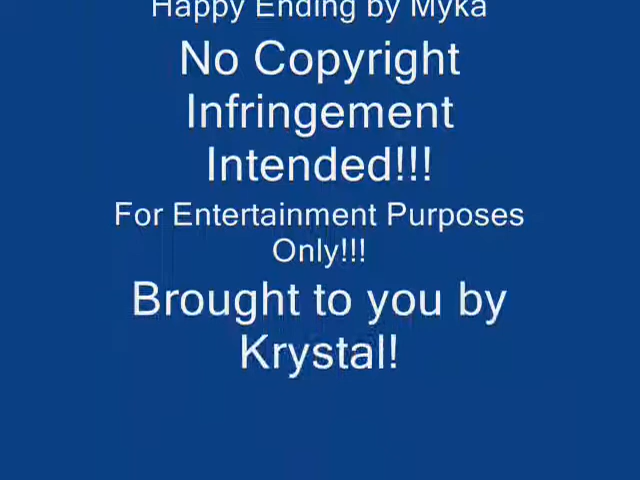 Happy Ending by Myka
No Copyright
Infringement
Intended!!!
For Entertainment Purposes
Only!!!
Brought to you by
Krystal!